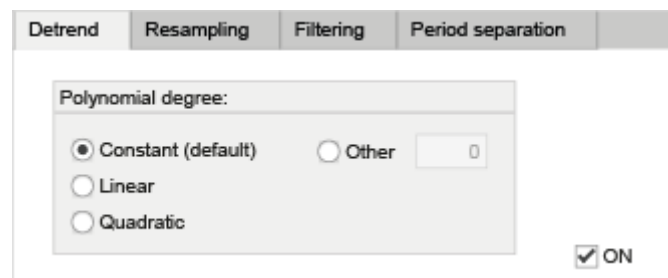 Detrend Resampling Filtering Period separation
Polynomial degree:
Constant (default) Other 0
Linear
Quadratic
ON